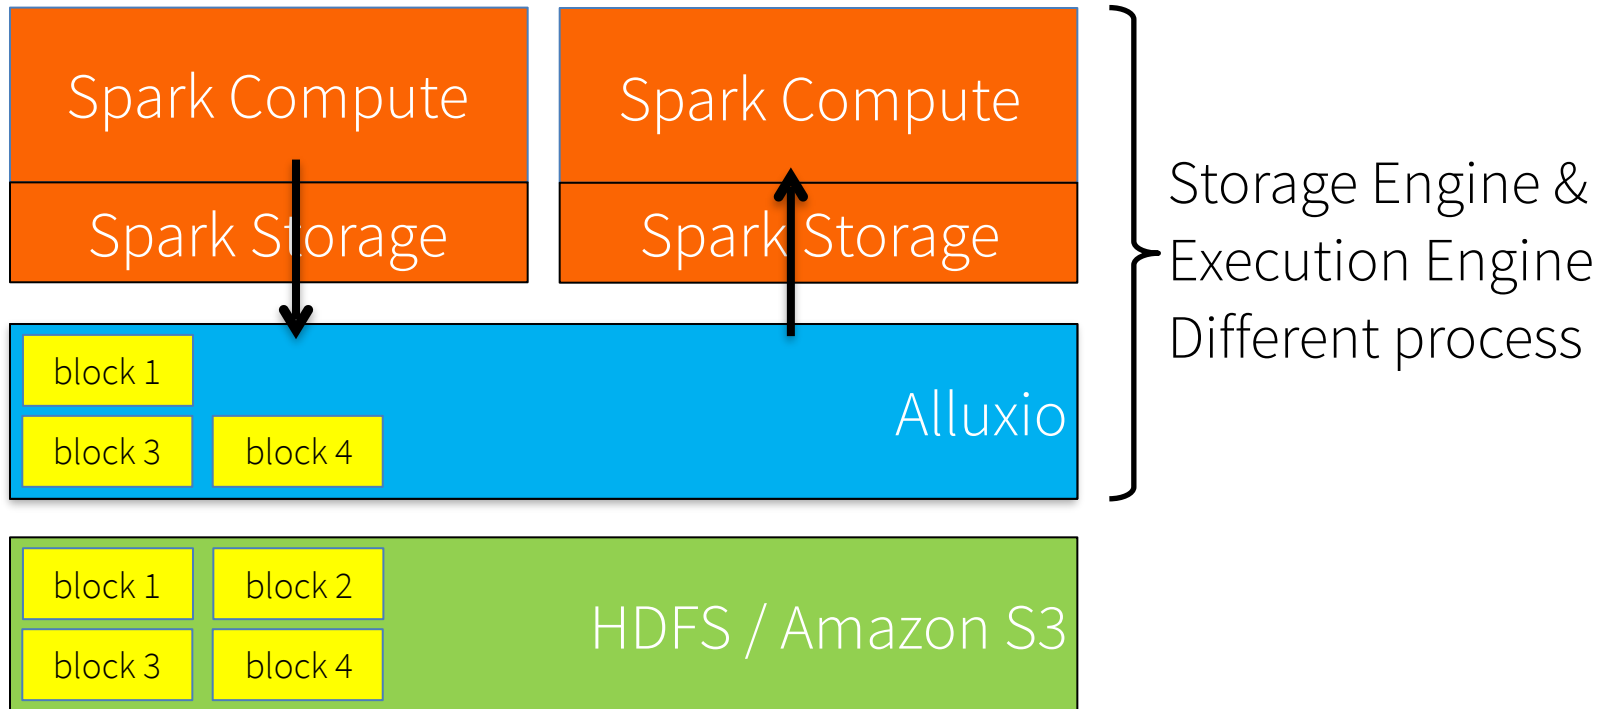 Spark Compute
Spark Storage
Spark Compute
Spark Storage
Storage Engine &
Execution Engine
Different process
block 1
block 3
block 4
Alluxio
block 1
block 2
block 3
block 4
HDFS / Amazon S3